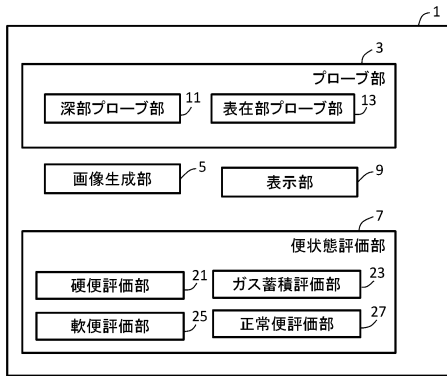 1
3
プローブ部
深部プローブ部 11
表在部プローブ部 13
画像生成部 5
表示部 9
7
便状態評価部
硬便評価部 21
ガス蓄積評価部 23
軟便評価部 25
正常便評価部 27